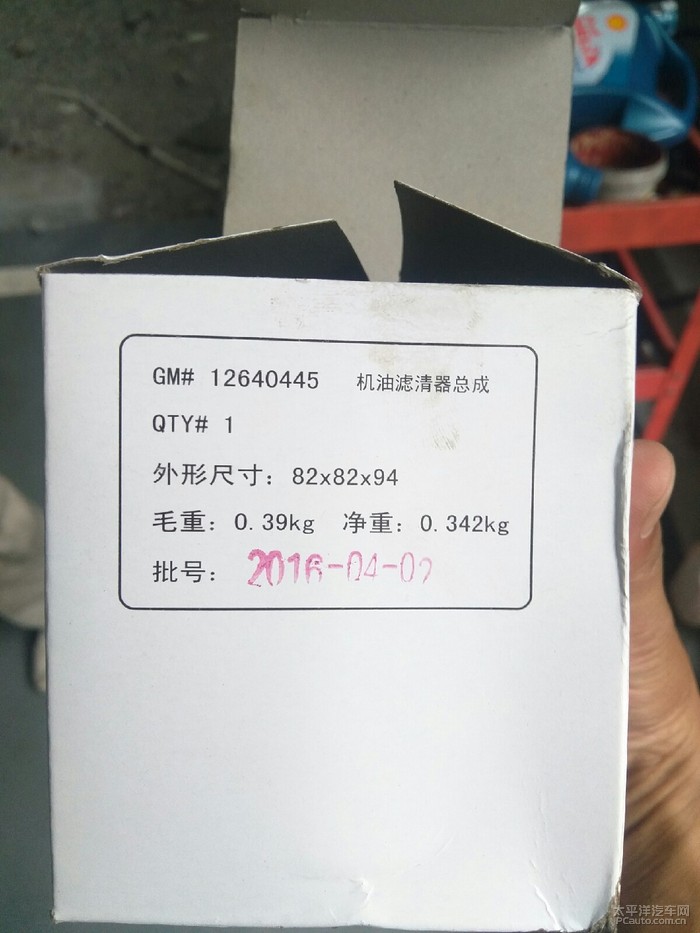 GM# 12640445 机油滤清器总成
QTY# 1
外形尺寸：82x82x94
毛重：0.39kg 净重：0.342kg
批号：2016-04-02
太平洋汽车网
PCauto.com.cn